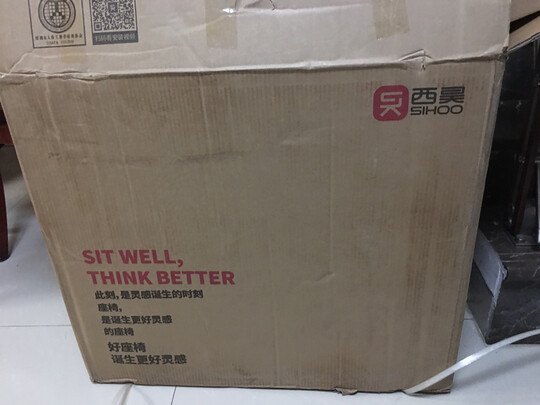 西昊
SIHOO
SIT WELL,
THINK BETTER
此刻,是灵感诞生的时刻
座椅,
是诞生更好灵感
的座椅
好座椅
诞生更好灵感